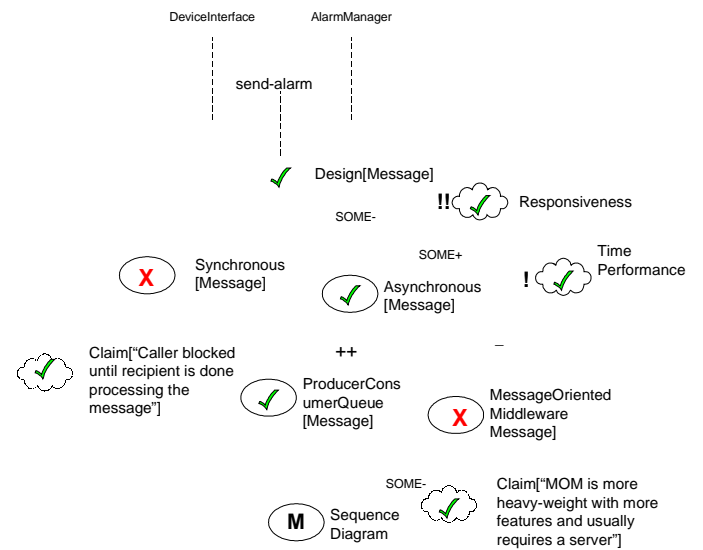 DeviceInterface
AlarmManager
send-alarm
Design[Message]
!!
Responsiveness
SOME-
SOME+
Time
Performance
!
X
Synchronous
[Message]
Asynchronous
[Message]
Claim["Caller blocked
until recipient is done
processing the
message"]
++
–
ProducerCons
umerQueue
[Message]
X
MessageOriented
Middleware
Message]
SOME-
Claim["MOM is more
heavy-weight with more
features and usually
requires a server"]
M
Sequence
Diagram